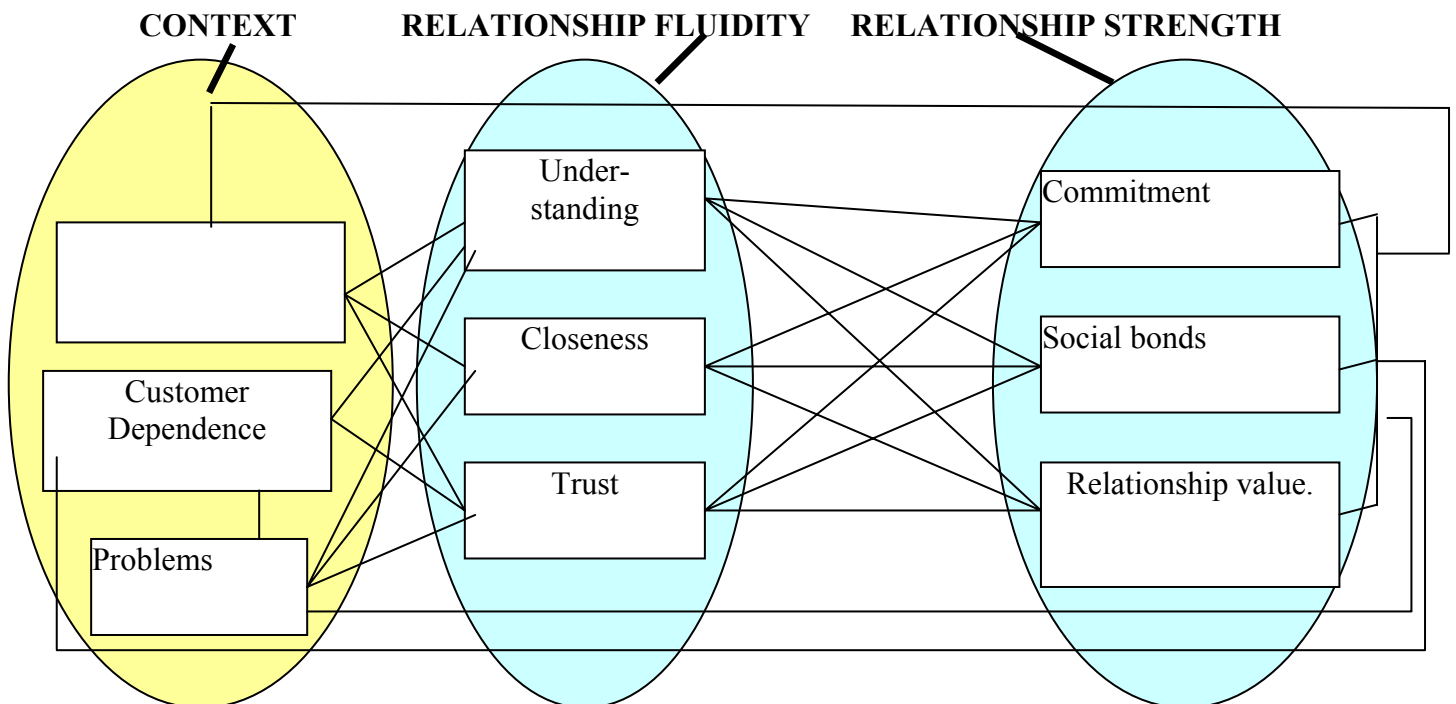 CONTEXT
RELATIONSHIP FLUIDITY
RELATIONSHIP STRENGTH
Under-
standing
Commitment
Closeness
Social bonds
Customer
Dependence
Trust
Relationship value.
Problems